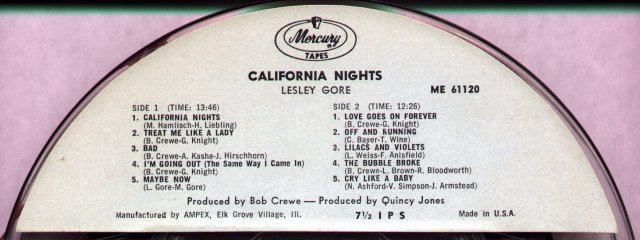 Mercury
TAPES
CALIFORNIA NIGHTS
LESLEY GORE
ME 61120
SIDE 1 (TIME: 13:46)
1. CALIFORNIA NIGHTS
(M. Hamlisch-H. Liebling)
2. TREAT ME LIKE A LADY
(B. Crewe-G. Knight)
3. BAD
(B. Crewe-A. Kasha-J. Hirschhorn)
4. I'M GOING OUT (The Same Way I Came In)
(B. Crewe-G. Knight)
5. MAYBE NOW
(L. Gore-M. Gore)
SIDE 2 (TIME: 12:26)
1. LOVE GOES ON FOREVER
(B. Crewe-G. Knight)
2. OFF AND RUNNING
(C. Bayer-T. Wine)
3. LILACS AND VIOLETS
(L. Weiss-F. Anisfield)
4. THE BUBBLE BROKE
(B. Crewe-L. Brown-R. Bloodworth)
5. CRY LIKE A BABY
(N. Ashford-V. Simpson-J. Armstead)
Produced by Bob Crewe — Produced by Quincy Jones
Manufactured by AMPEX, Elk Grove Village, Ill. 7½ I P S Made in U.S.A.